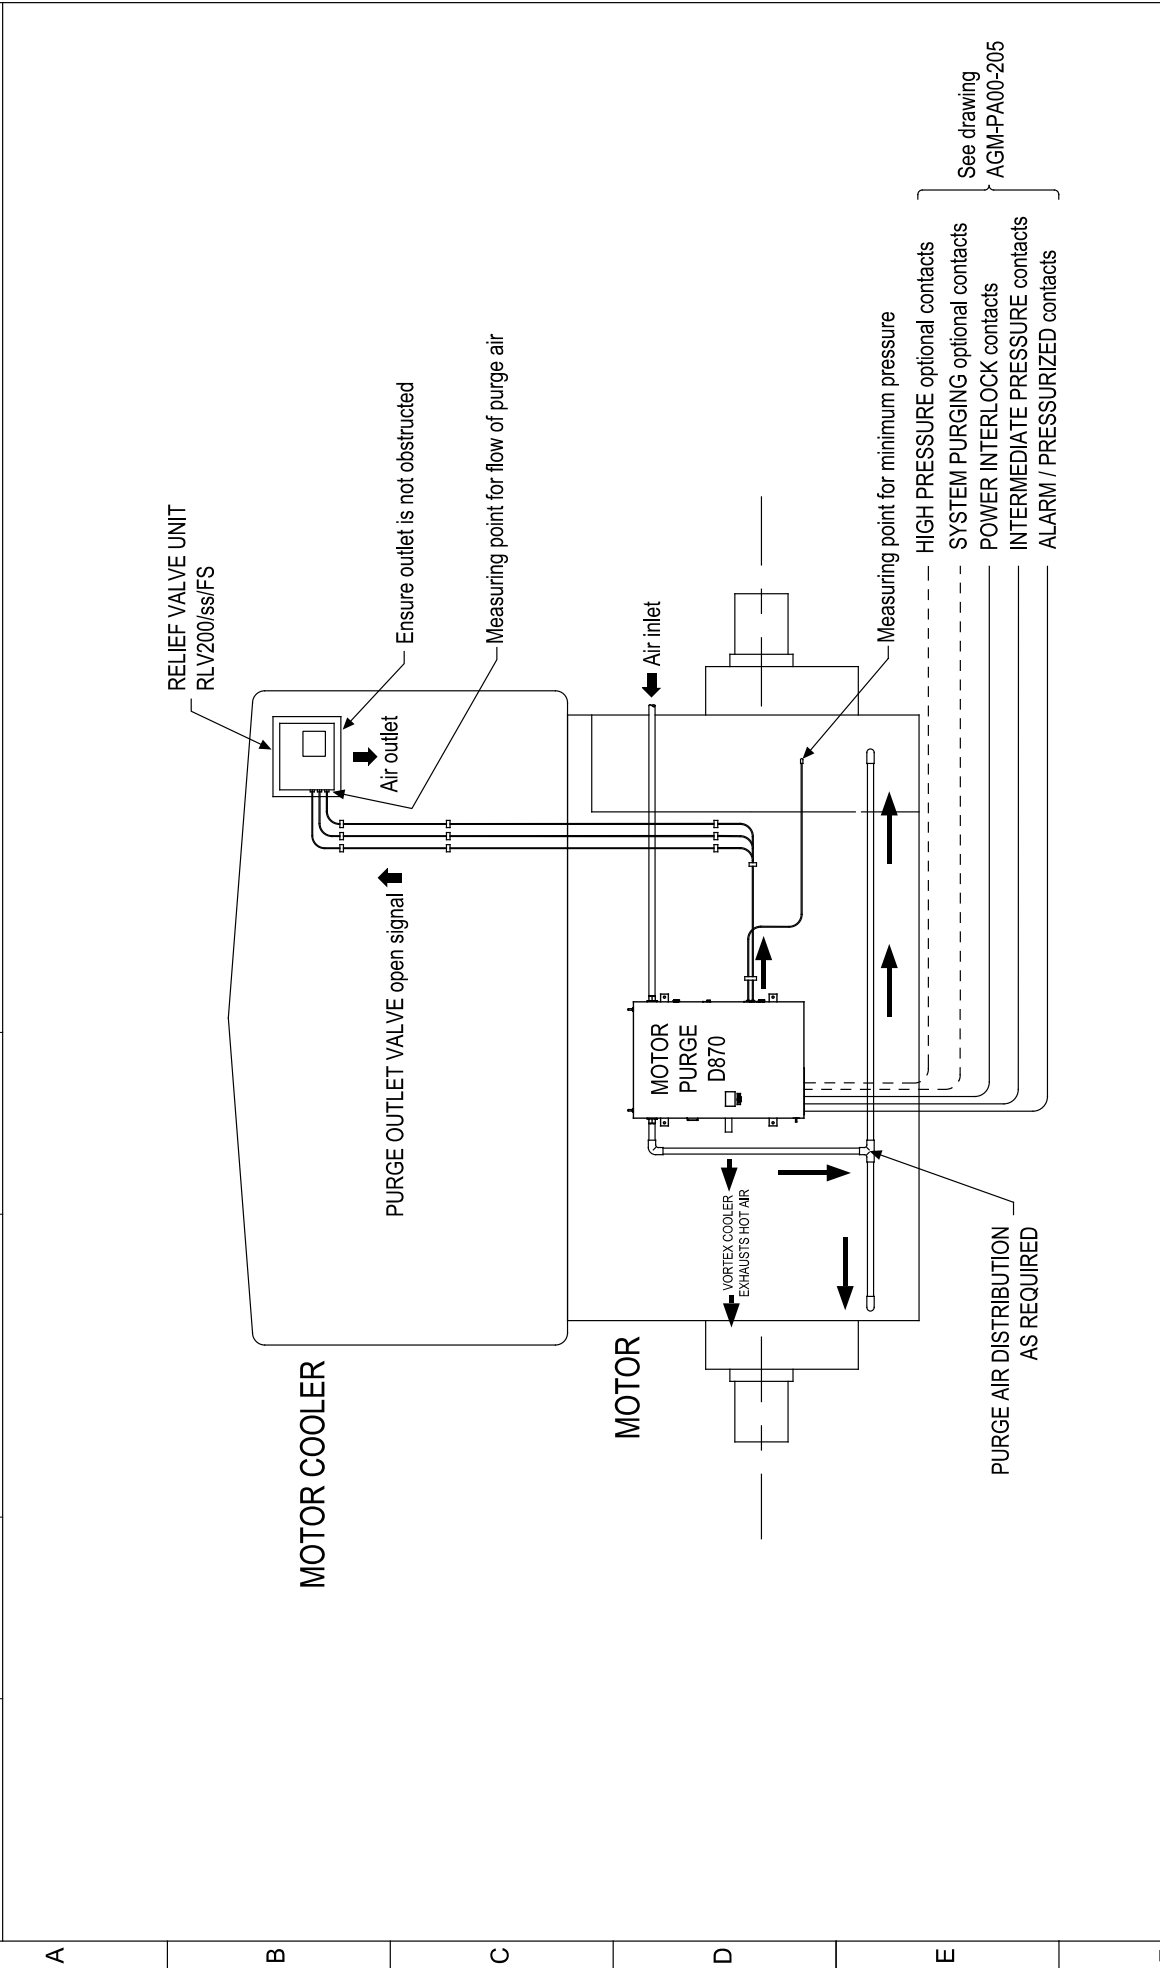 A
B
C
D
E
RELIEF VALVE UNIT
RLV200/ss/FS
Ensure outlet is not obstructed
Measuring point for flow of purge air
Air outlet
PURGE OUTLET VALVE open signal
MOTOR COOLER
Air inlet
MOTOR
MOTOR
PURGE
D870
VORTEX COOLER
EXHAUSTS HOT AIR
Measuring point for minimum pressure
HIGH PRESSURE optional contacts
SYSTEM PURGING optional contacts
POWER INTERLOCK contacts
INTERMEDIATE PRESSURE contacts
ALARM / PRESSURIZED contacts
See drawing
AGM-PA00-205
PURGE AIR DISTRIBUTION
AS REQUIRED